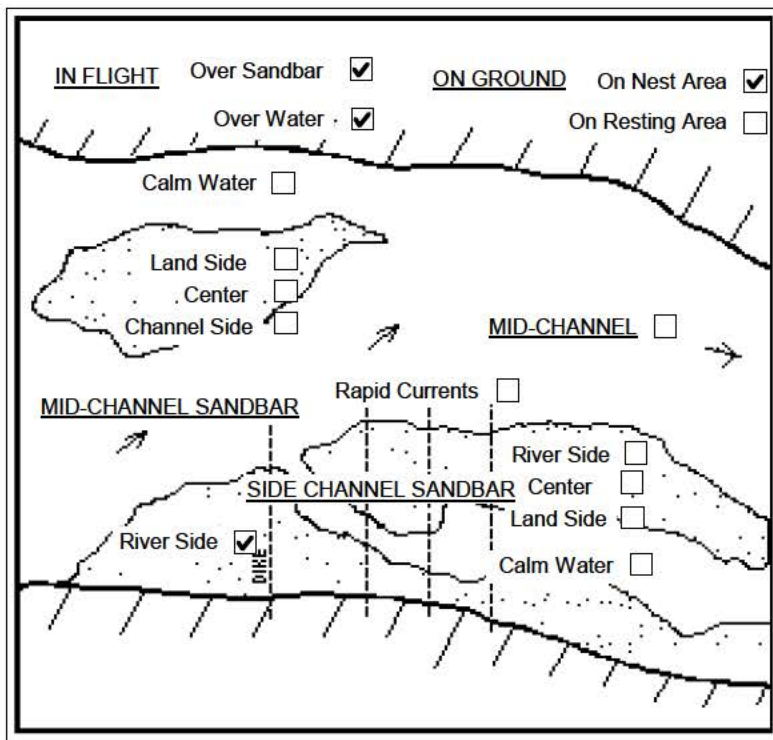 IN FLIGHT Over Sandbar ON GROUND On Nest Area
Over Water On Resting Area
Calm Water
Land Side
Center
Channel Side
MID-CHANNEL
Rapid Currents
MID-CHANNEL SANDBAR
River Side
SIDE CHANNEL SANDBAR Center
Land Side
River Side
DIKE
Calm Water